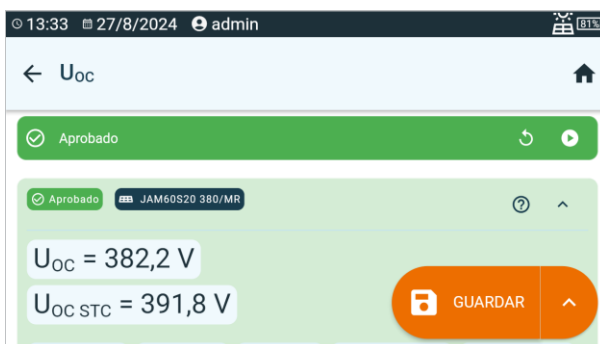 13:33 27/8/2024 admin 81%
UOC
Aprobado
Aprobado JAM60S20 380/MR
UOC = 382,2 V
UOC STC = 391,8 V
GUARDAR